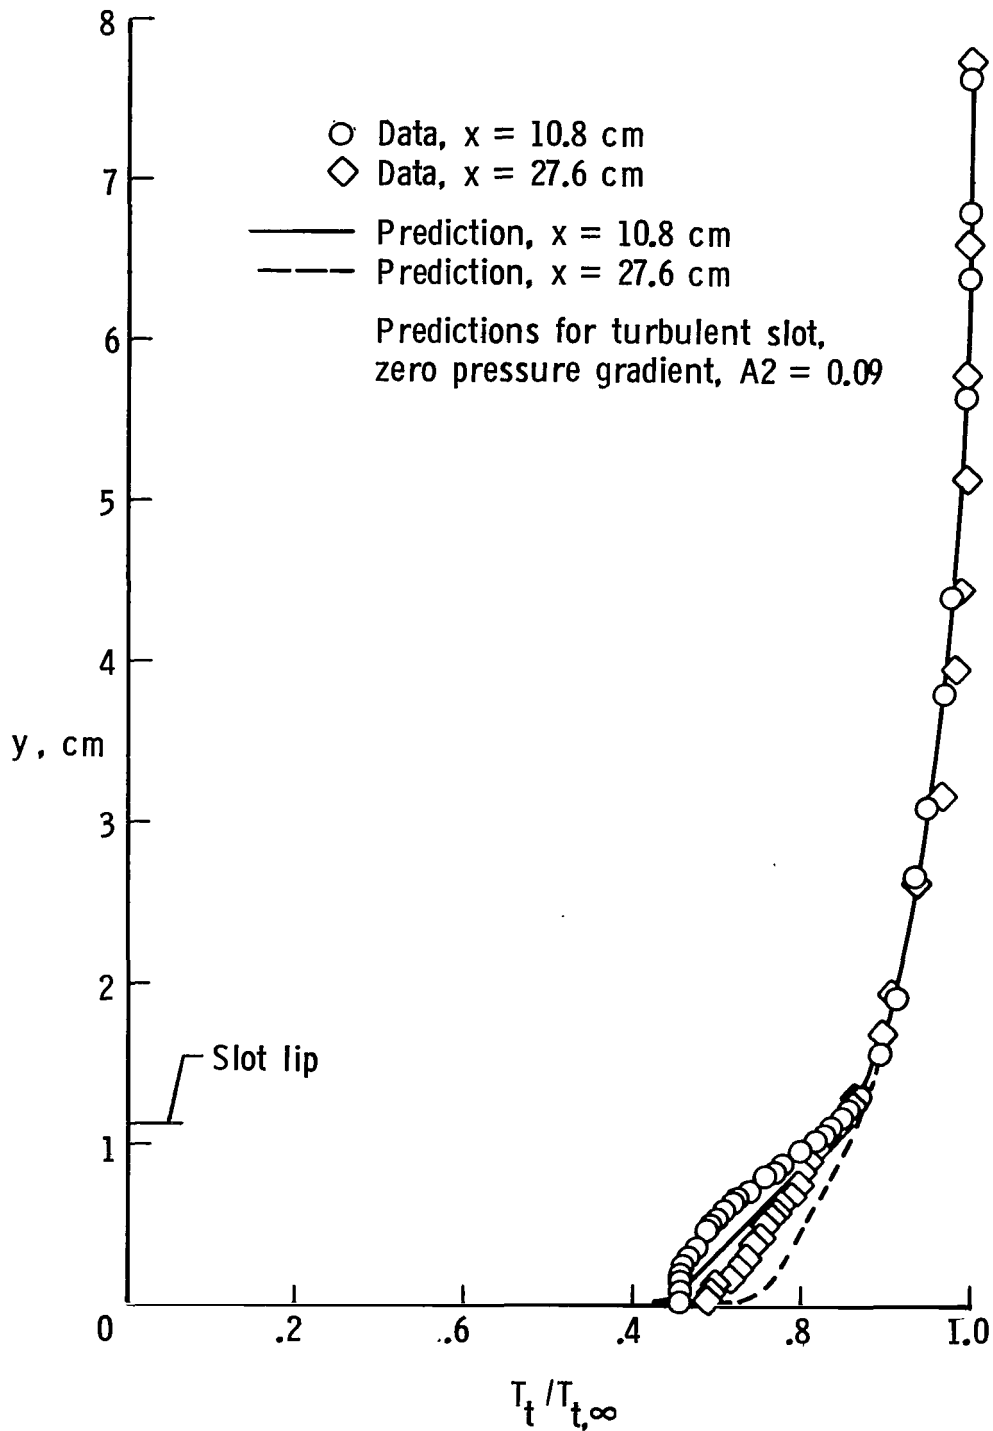 8
Data, x = 10.8 cm
Data, x = 27.6 cm
7
Prediction, x = 10.8 cm
Prediction, x = 27.6 cm
6
Predictions for turbulent slot,
zero pressure gradient, A2 = 0.09
5
4
y, cm
3
2
Slot lip
1
0 .2 .6 .4 .8 1.0
T_t/T_t,∞